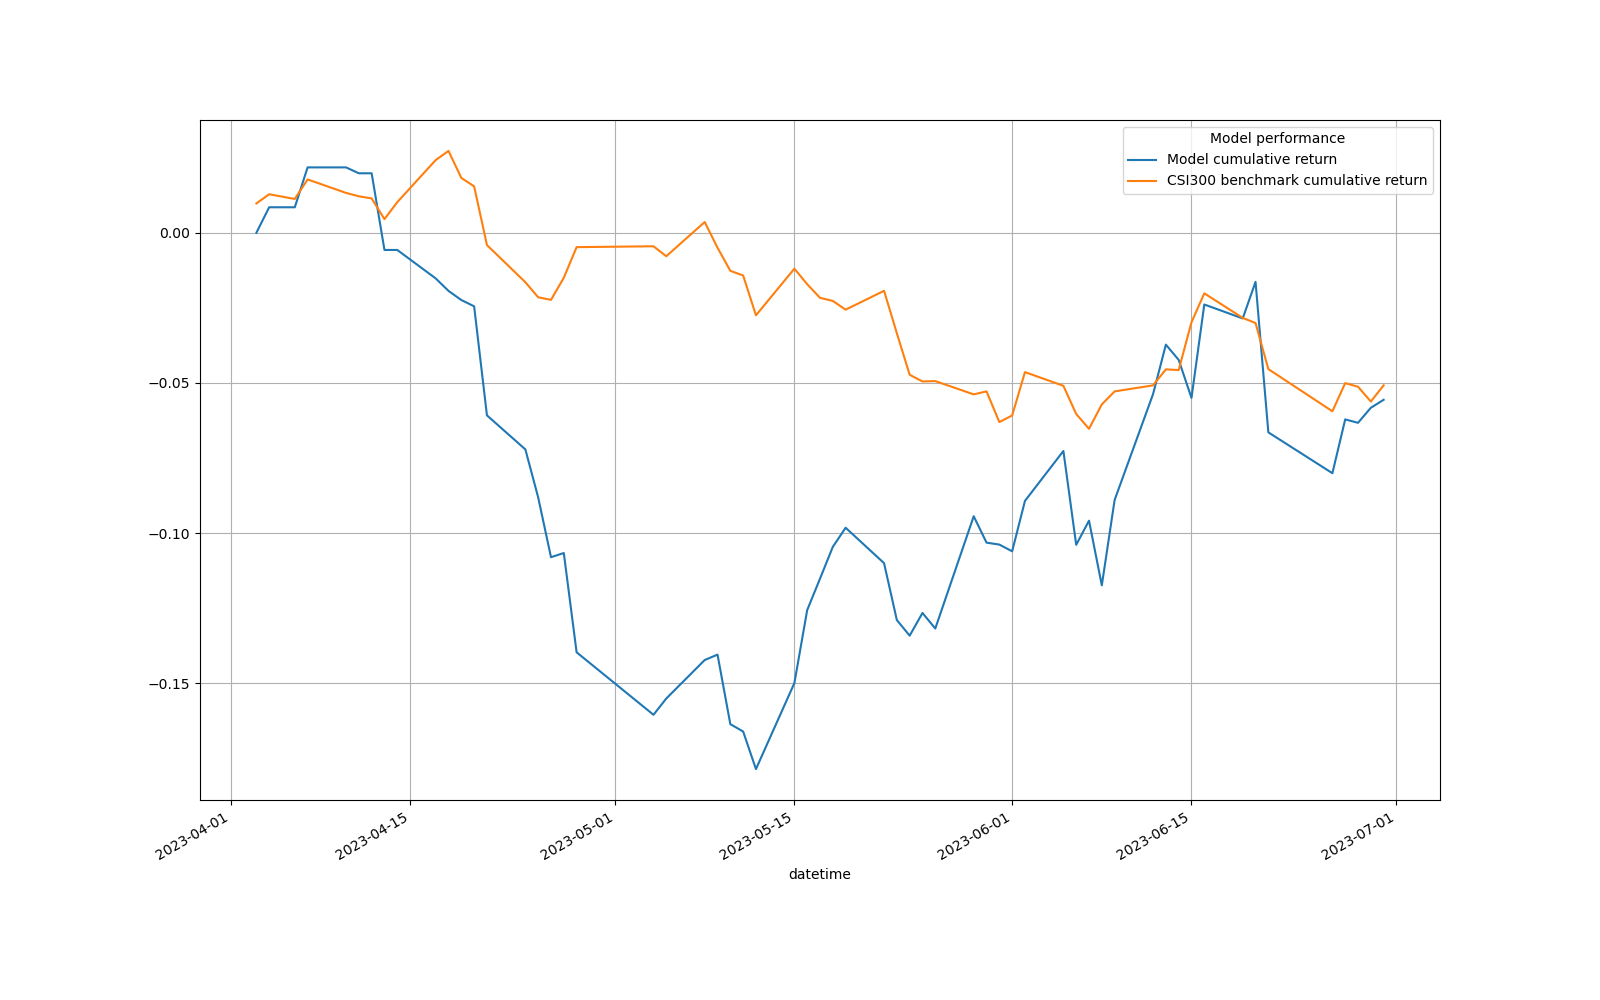 Model performance
Model cumulative return
CSI300 benchmark cumulative return
0.00
−0.05
−0.10
−0.15
2023-04-01
2023-04-15
2023-05-01
2023-05-15
2023-06-01
2023-06-15
2023-07-01
datetime